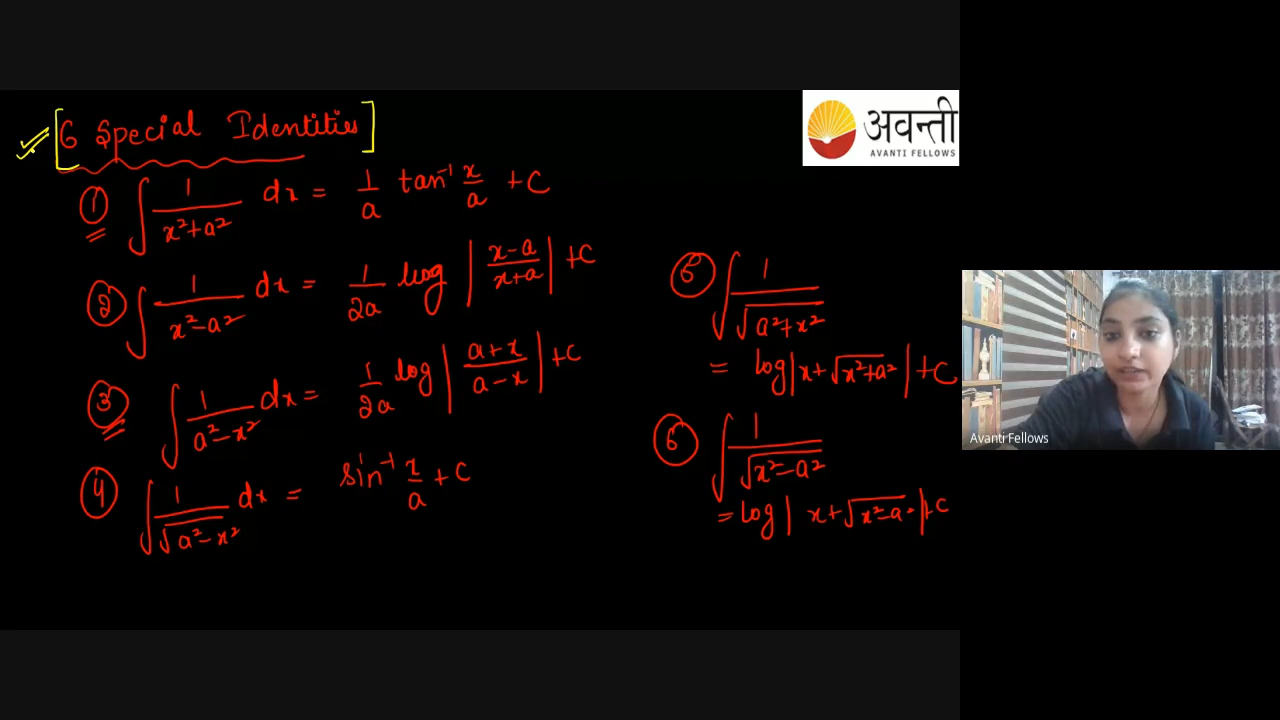 [6 Special Identities]
① ∫ 1/(x²+a²) dx = 1/a tan⁻¹ x/a + C
② ∫ 1/(x²-a²) dx = 1/2a log |(x-a)/(x+a)| + C
③ ∫ 1/(a²-x²) dx = 1/2a log |(a+x)/(a-x)| + C
④ ∫ 1/√(a²-x²) dx = sin⁻¹ x/a + C
अवन्ती
AVANTI FELLOWS
⑤ ∫ 1/√(a²+x²)
= log|x+√(x²+a²)| + C
⑥ ∫ 1/√(x²-a²)
= log| x+√(x²-a²)|+C
Avanti Fellows